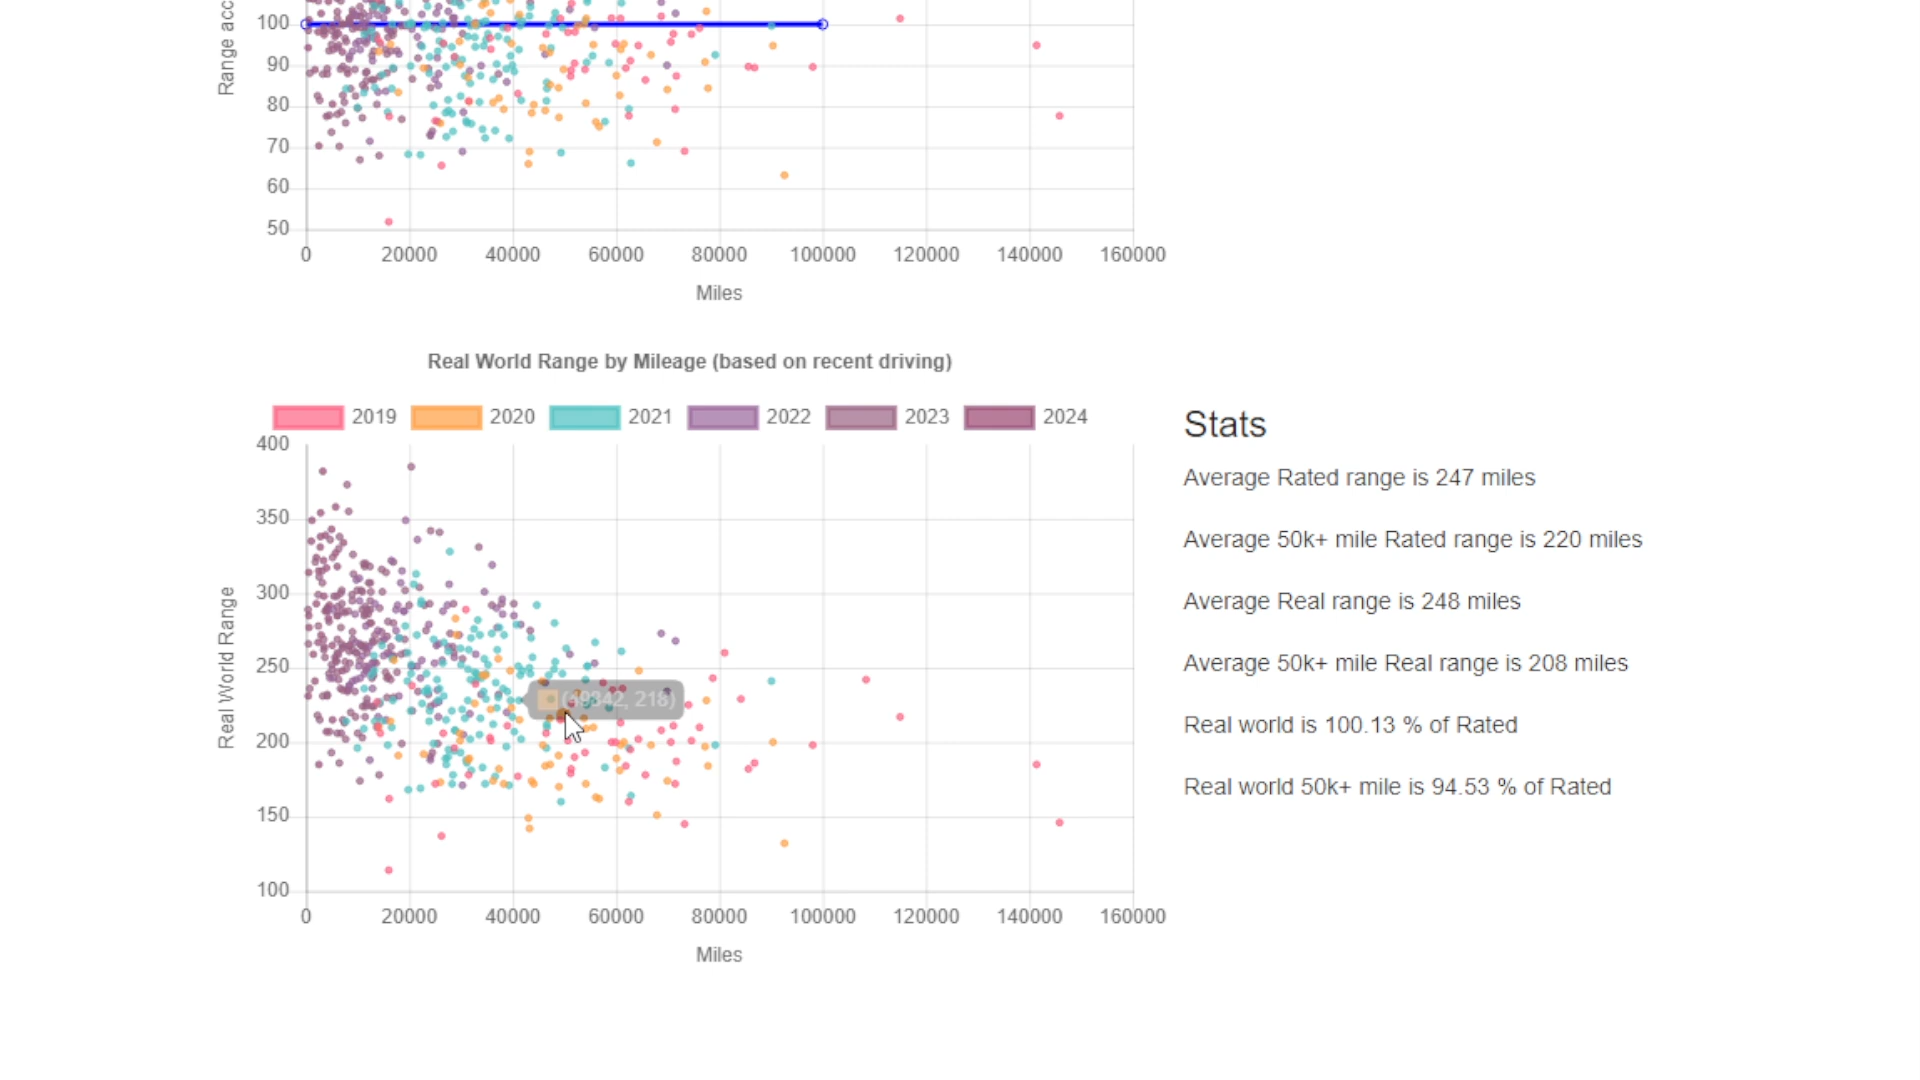 Range acc
100
90
80
70
60
50
0 20000 40000 60000 80000 100000 120000 140000 160000
Miles
Real World Range by Mileage (based on recent driving)
2019 2020 2021 2022 2023 2024
400
350
300
250
200
150
100
Real World Range
(49342, 218)
0 20000 40000 60000 80000 100000 120000 140000 160000
Miles
Stats
Average Rated range is 247 miles
Average 50k+ mile Rated range is 220 miles
Average Real range is 248 miles
Average 50k+ mile Real range is 208 miles
Real world is 100.13 % of Rated
Real world 50k+ mile is 94.53 % of Rated